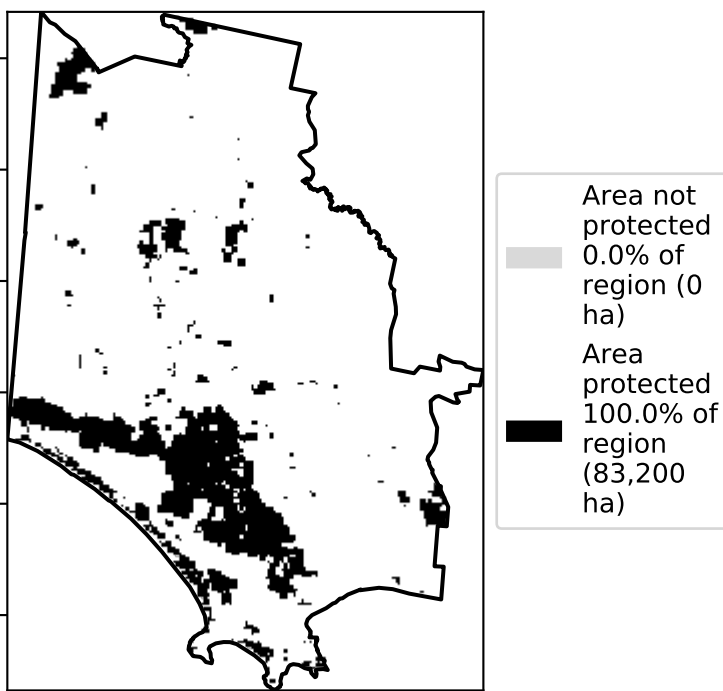 Area not
protected
0.0% of
region (0
ha)
Area
protected
100.0% of
region
(83,200
ha)